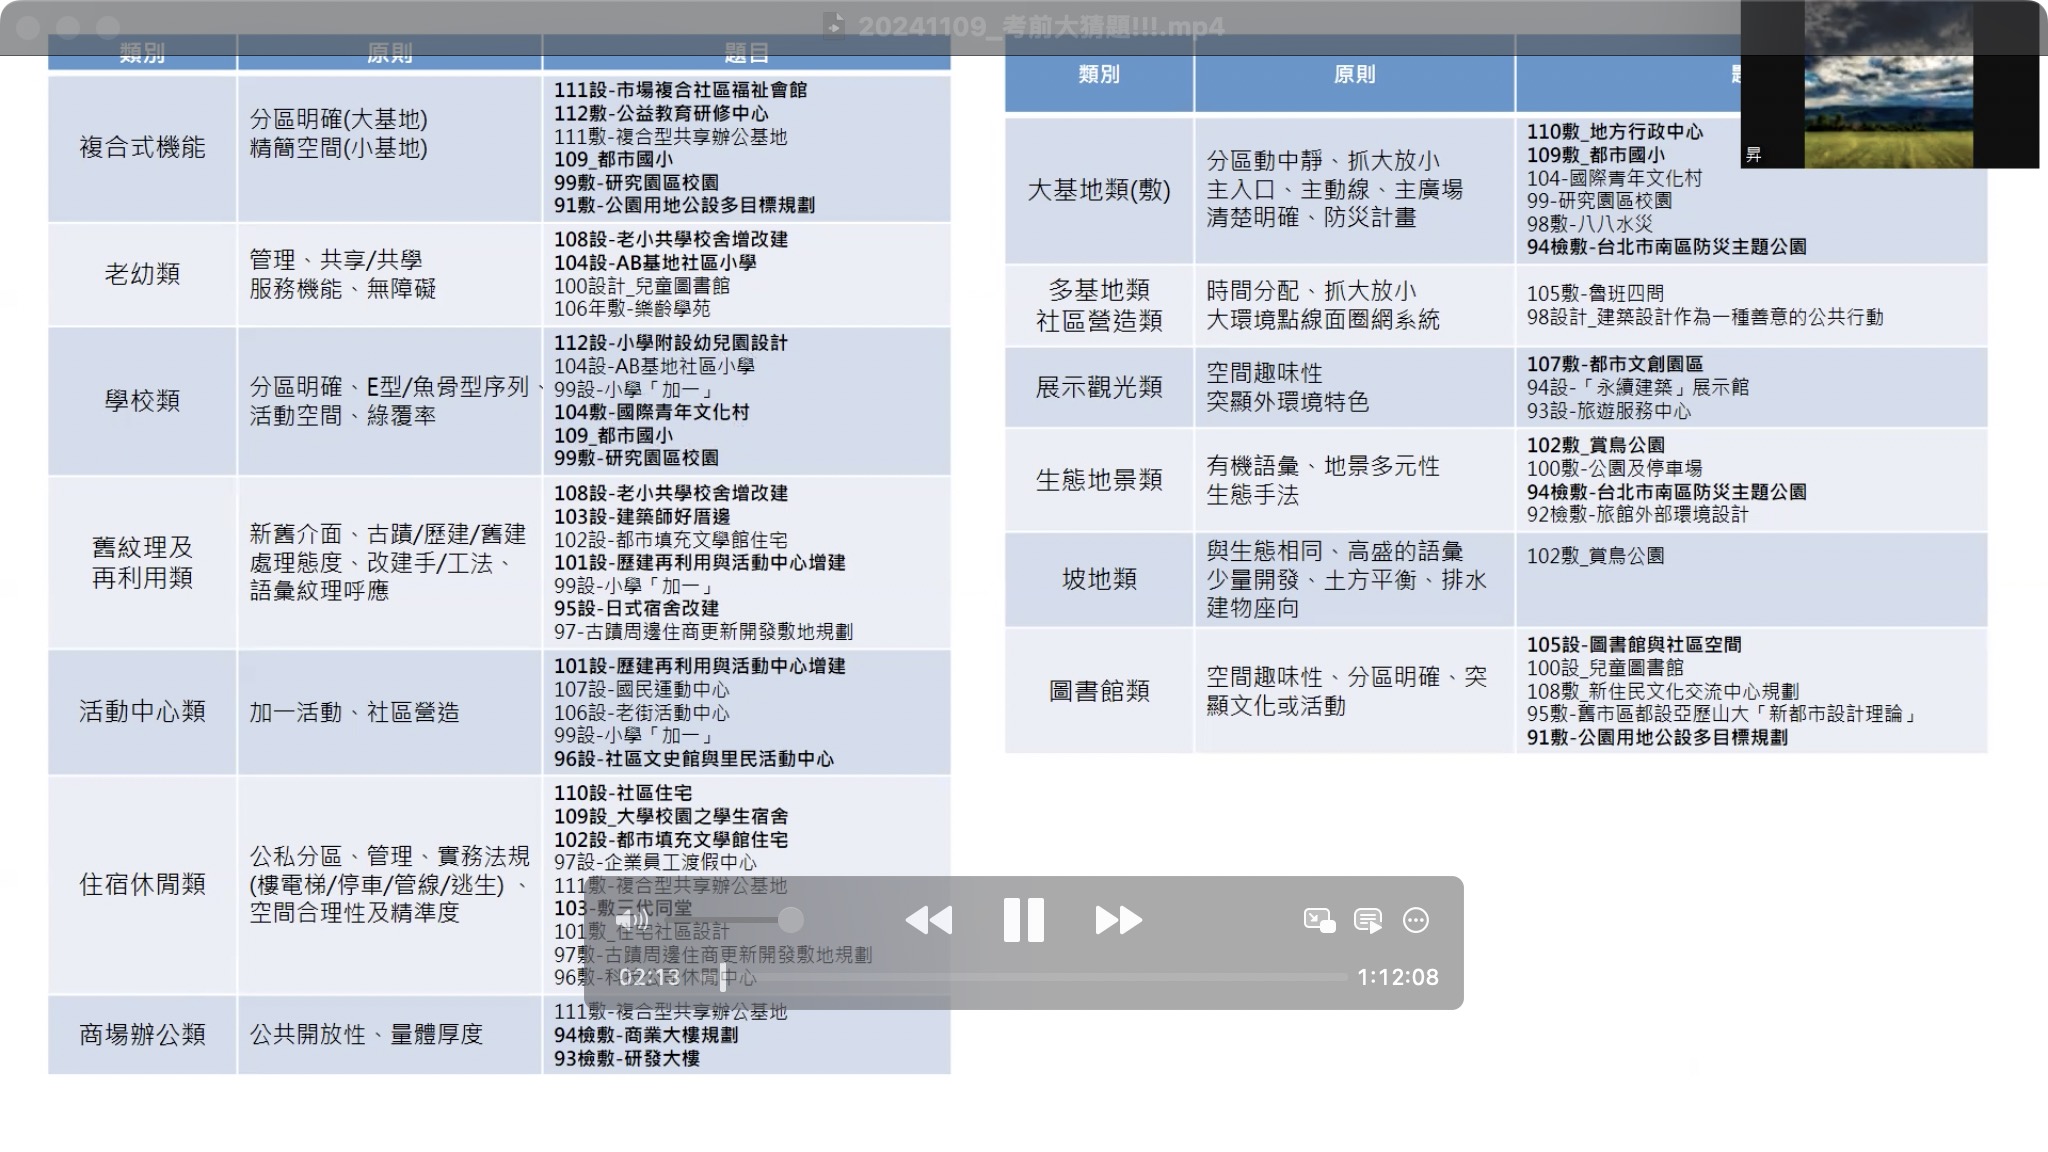 20241109_考前大猜題!!!.mp4
類別
原則
題目
複合式機能
分區明確(大基地)
精簡空間(小基地)
111設-市場複合社區福祉會館
112敷-公益教育研修中心
111敷-複合型共享辦公基地
109_都市國小
99敷-研究園區校園
91敷-公園用地公設多目標規劃
老幼類
管理、共享/共學
服務機能、無障礙
108設-老小共學校舍增改建
104設-AB基地社區小學
100設計_兒童圖書館
106年敷-樂齡學苑
學校類
分區明確、E型/魚骨型序列、
活動空間、綠覆率
112設-小學附設幼兒園設計
104設-AB基地社區小學
99設-小學「加一」
104敷-國際青年文化村
109_都市國小
99敷-研究園區校園
舊紋理及
再利用類
新舊介面、古蹟/歷建/舊建
處理態度、改建手/工法、
語彙紋理呼應
108設-老小共學校舍增改建
103設-建築師好厝邊
102設-都市填充文學館住宅
101設-歷建再利用與活動中心增建
99設-小學「加一」
95設-日式宿舍改建
97-古蹟周邊住商更新開發敷地規劃
活動中心類
加一活動、社區營造
101設-歷建再利用與活動中心增建
107設-國民運動中心
106設-老街活動中心
99設-小學「加一」
96設-社區文史館與里民活動中心
住宿休閒類
公私分區、管理、實務法規
(樓電梯/停車/管線/逃生)、
空間合理性及精準度
110設-社區住宅
109設_大學校園之學生宿舍
102設-都市填充文學館住宅
97設-企業員工渡假中心
111敷-複合型共享辦公基地
103-敷三代同堂
101敷_住宅社區設計
97敷-古蹟周邊住商更新開發敷地規劃
96敷-科技公司休閒中心
商場辦公類
公共開放性、量體厚度
111敷-複合型共享辦公基地
94檢敷-商業大樓規劃
93檢敷-研發大樓
類別
原則
大基地類(敷)
分區動中靜、抓大放小
主入口、主動線、主廣場
清楚明確、防災計畫
110敷_地方行政中心
109敷_都市國小
104-國際青年文化村
99-研究園區校園
98敷-八八水災
94檢敷-台北市南區防災主題公園
多基地類
社區營造類
時間分配、抓大放小
大環境點線面圈網系統
105敷-魯班四問
98設計_建築設計作為一種善意的公共行動
展示觀光類
空間趣味性
突顯外環境特色
107敷-都市文創園區
94設-「永續建築」展示館
93設-旅遊服務中心
生態地景類
有機語彙、地景多元性
生態手法
102敷_賞鳥公園
100敷-公園及停車場
94檢敷-台北市南區防災主題公園
92檢敷-旅館外部環境設計
坡地類
與生態相同、高盛的語彙
少量開發、土方平衡、排水
建物座向
102敷_賞鳥公園
圖書館類
空間趣味性、分區明確、突
顯文化或活動
105設-圖書館與社區空間
100設_兒童圖書館
108敷_新住民文化交流中心規劃
95敷-舊市區都設亞歷山大「新都市設計理論」
91敷-公園用地公設多目標規劃
昇
02:13
1:12:08